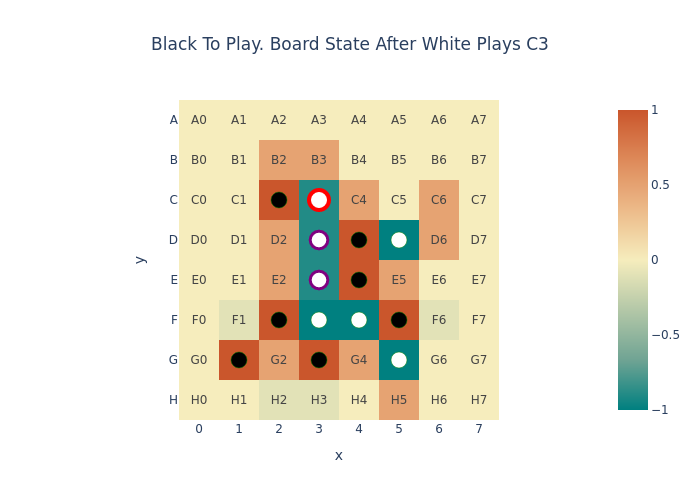 Black To Play. Board State After White Plays C3
A A0 A1 A2 A3 A4 A5 A6 A7
B B0 B1 B2 B3 B4 B5 B6 B7
C C0 C1 C4 C5 C6 C7
D D0 D1 D2 D6 D7
E E0 E1 E2 E5 E6 E7
F F0 F1 F6 F7
G G0 G2 G4 G6 G7
H H0 H1 H2 H3 H4 H5 H6 H7
0 1 2 3 4 5 6 7
x
y
1
0.5
0
−0.5
−1